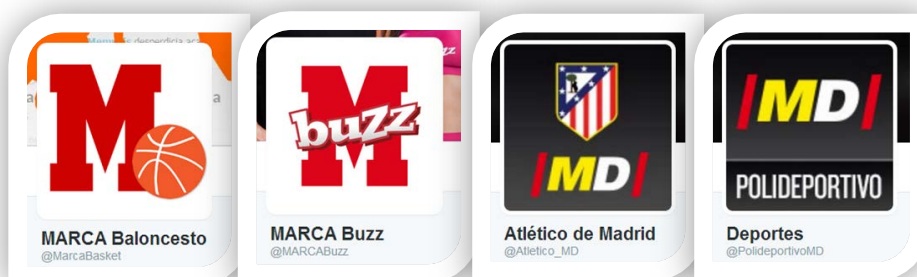 MARCA Baloncesto
@MarcaBasket
M
buzz
MARCA Buzz
@MARCABuzz
MD
Atlético de Madrid
@Atletico_MD
MD
POLIDEPORTIVO
Deportes
@PolideportivoMD